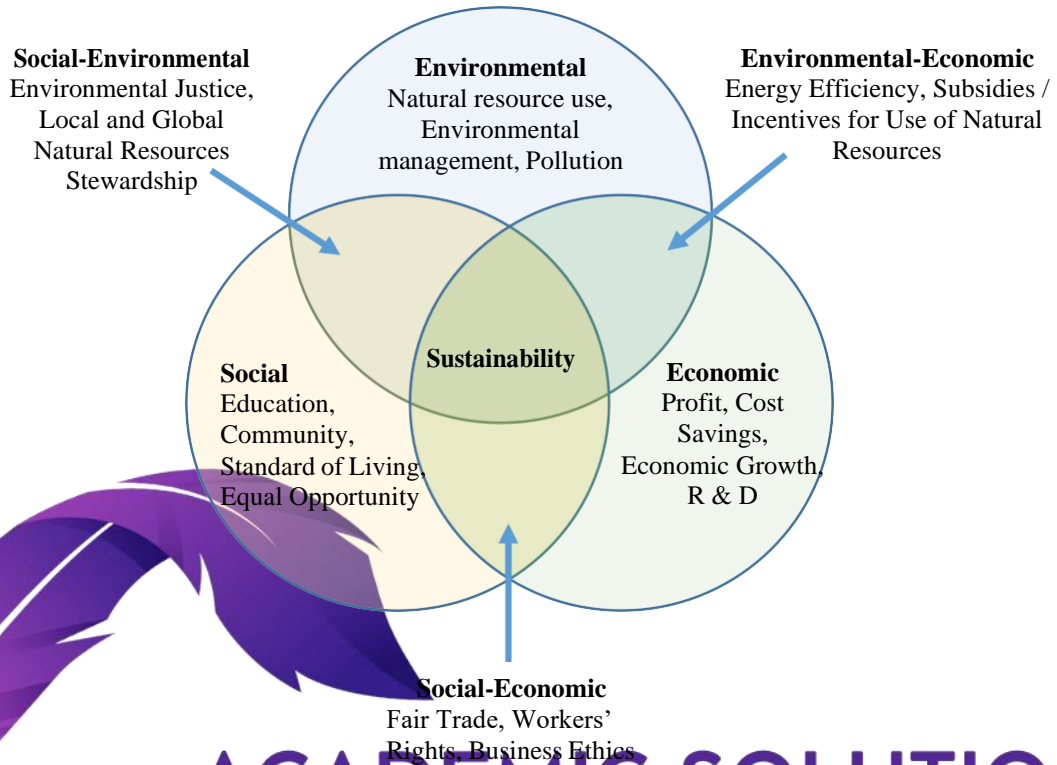 Social-Environmental
Environmental Justice,
Local and Global
Natural Resources
Stewardship
Environmental
Natural resource use,
Environmental
management, Pollution
Environmental-Economic
Energy Efficiency, Subsidies /
Incentives for Use of Natural
Resources
Sustainability
Social
Education,
Community,
Standard of Living,
Equal Opportunity
Economic
Profit, Cost
Savings,
Economic Growth,
R & D
Social-Economic
Fair Trade, Workers’
Rights, Business Ethics